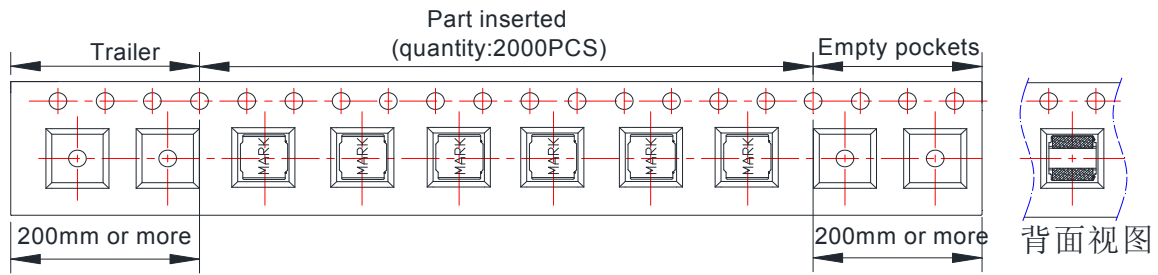 Part inserted
Trailer
(quantity:2000PCS)
Empty pockets
MARK
MARK
MARK
MARK
MARK
MARK
200mm or more
200mm or more
背面视图